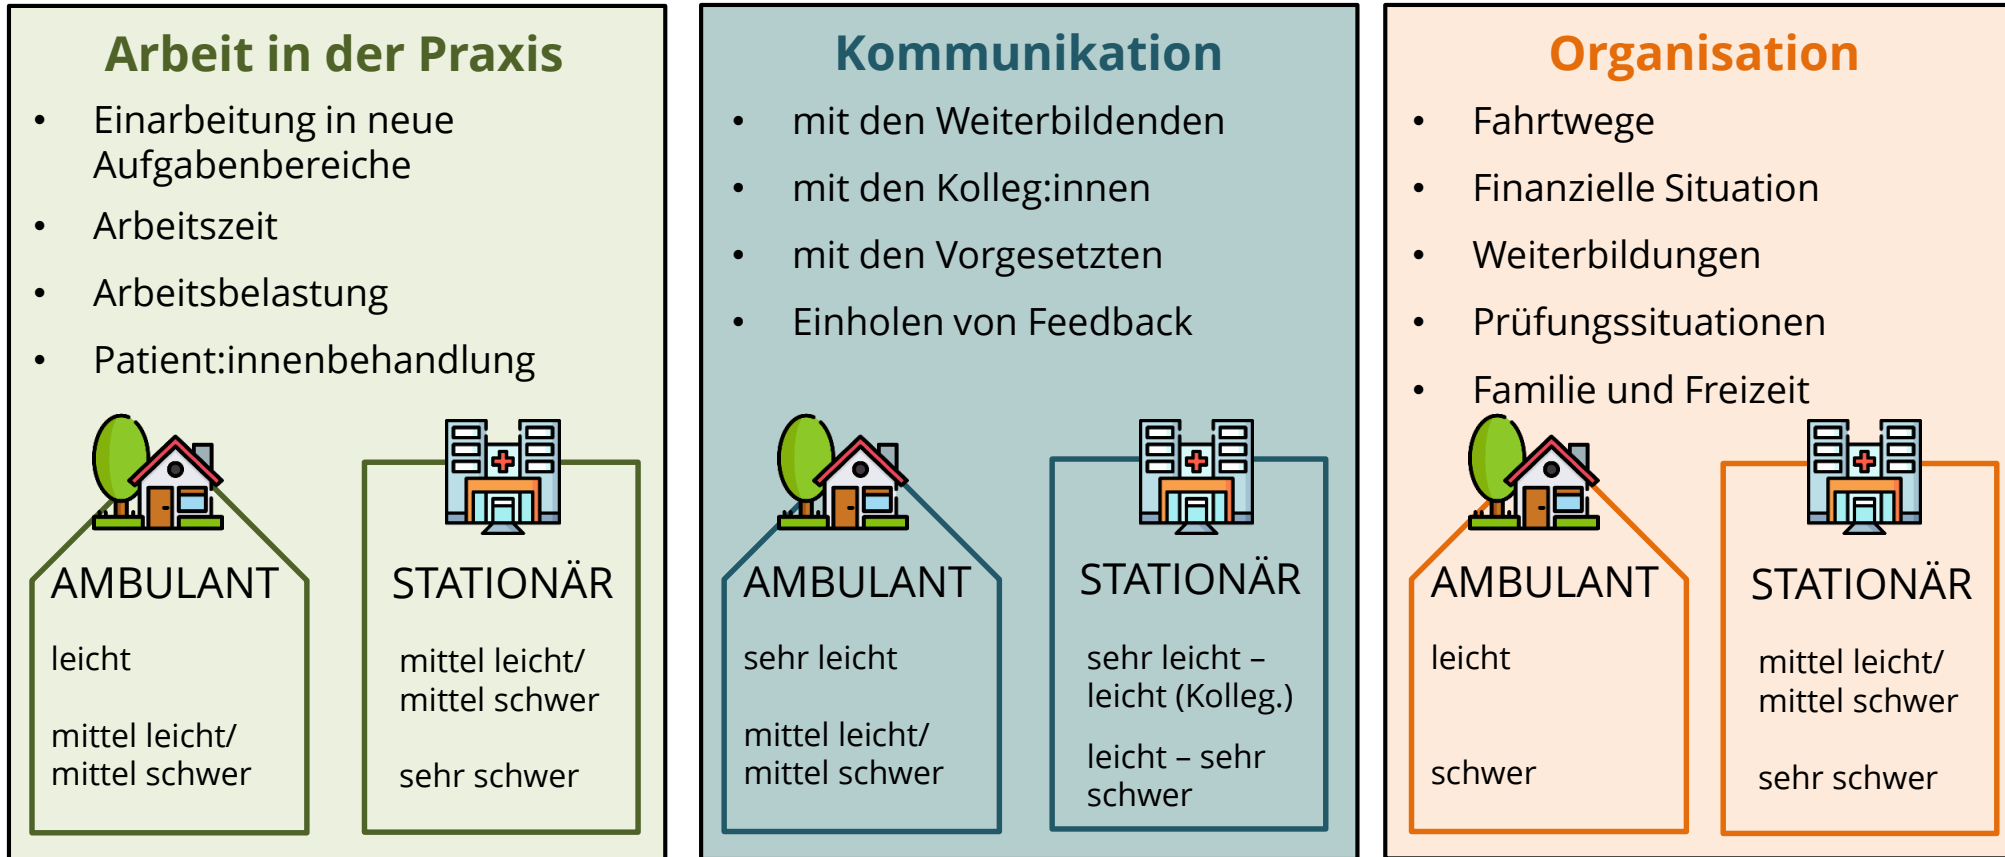 Arbeit in der Praxis
• Einarbeitung in neue
Aufgabenbereiche
• Arbeitszeit
• Arbeitsbelastung
• Patient:innenbehandlung
AMBULANT
leicht
mittel leicht/
mittel schwer
STATIONÄR
mittel leicht/
mittel schwer
sehr schwer
Kommunikation
• mit den Weiterbildenden
• mit den Kolleg:innen
• mit den Vorgesetzten
• Einholen von Feedback
AMBULANT
sehr leicht
mittel leicht/
mittel schwer
STATIONÄR
sehr leicht –
leicht (Kolleg.)
leicht – sehr
schwer
Organisation
• Fahrtwege
• Finanzielle Situation
• Weiterbildungen
• Prüfungssituationen
• Familie und Freizeit
AMBULANT
leicht
schwer
STATIONÄR
mittel leicht/
mittel schwer
sehr schwer